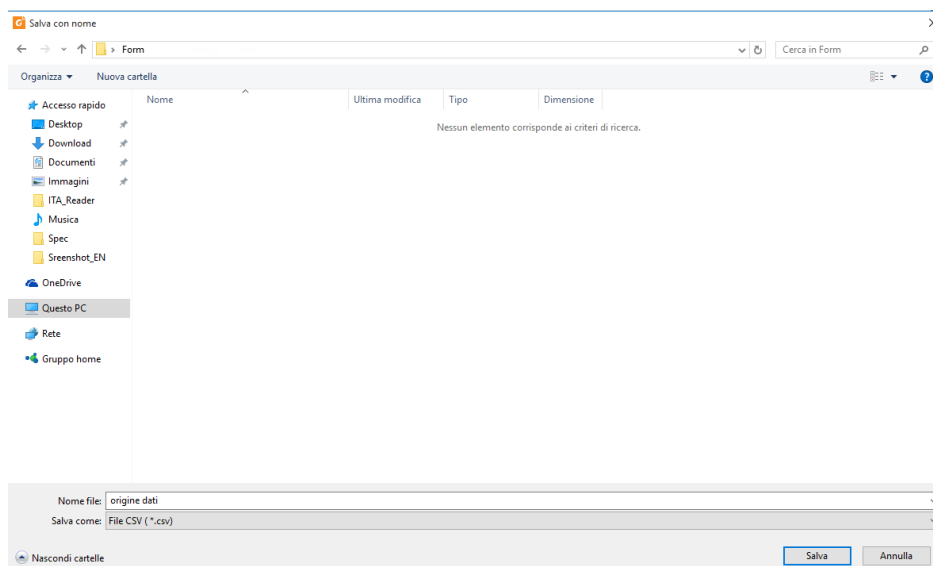 Salva con nome
Form
Cerca in Form
Organizza Nuova cartella
Nome Ultima modifica Tipo Dimensione
Nessun elemento corrisponde ai criteri di ricerca.
Accesso rapido
Desktop
Download
Documenti
Immagini
ITA_Reader
Musica
Spec
Sreenshot_EN
OneDrive
Questo PC
Rete
Gruppo home
Nome file: origine dati
Salva come: File CSV ( *.csv)
Nascondi cartelle
Salva Annulla